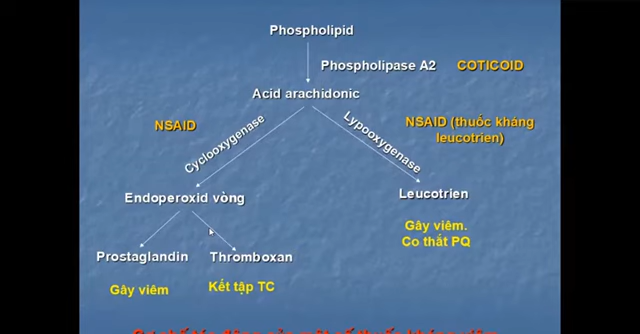 Phospholipid
Phospholipase A2
COTICOID
Acid arachidonic
NSAID
Cyclooxygenase
Lypooxygenase
NSAID (thuốc kháng
leucotrien)
Endoperoxid vòng
Leucotrien
Gây viêm.
Co thắt PQ
Prostaglandin
Thromboxan
Gây viêm
Kết tập TC